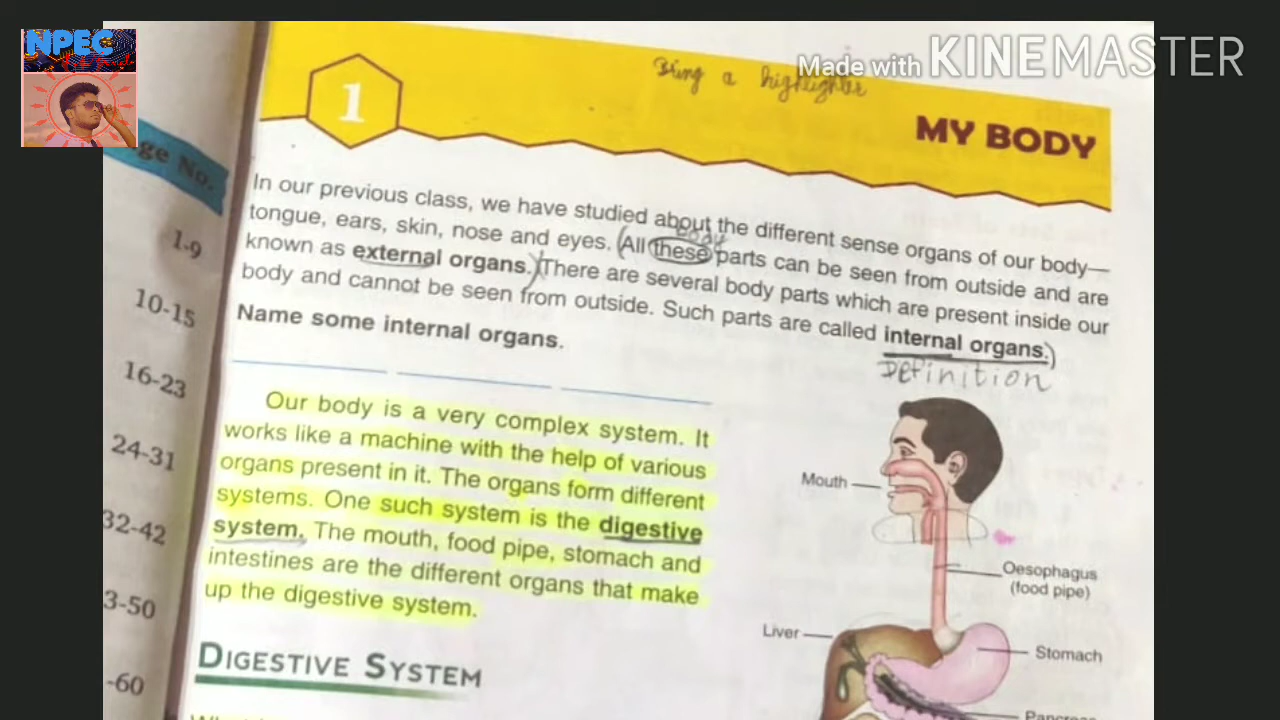 NPEC
Made with KINEMASTER
Bring a highlighter
1
MY BODY
ge No.
1-9
10-15
16-23
24-31
32-42
3-50
-60
In our previous class, we have studied about the different sense organs of our body—
tongue, ears, skin, nose and eyes. (All these parts can be seen from outside and are
body
known as external organs.) There are several body parts which are present inside our
body and cannot be seen from outside. Such parts are called internal organs.)
Definition
Name some internal organs.
Our body is a very complex system. It
works like a machine with the help of various
organs present in it. The organs form different
systems. One such system is the digestive
system. The mouth, food pipe, stomach and
intestines are the different organs that make
up the digestive system.
Mouth
Oesophagus
(food pipe)
Liver
Stomach
Pancreas
DIGESTIVE SYSTEM